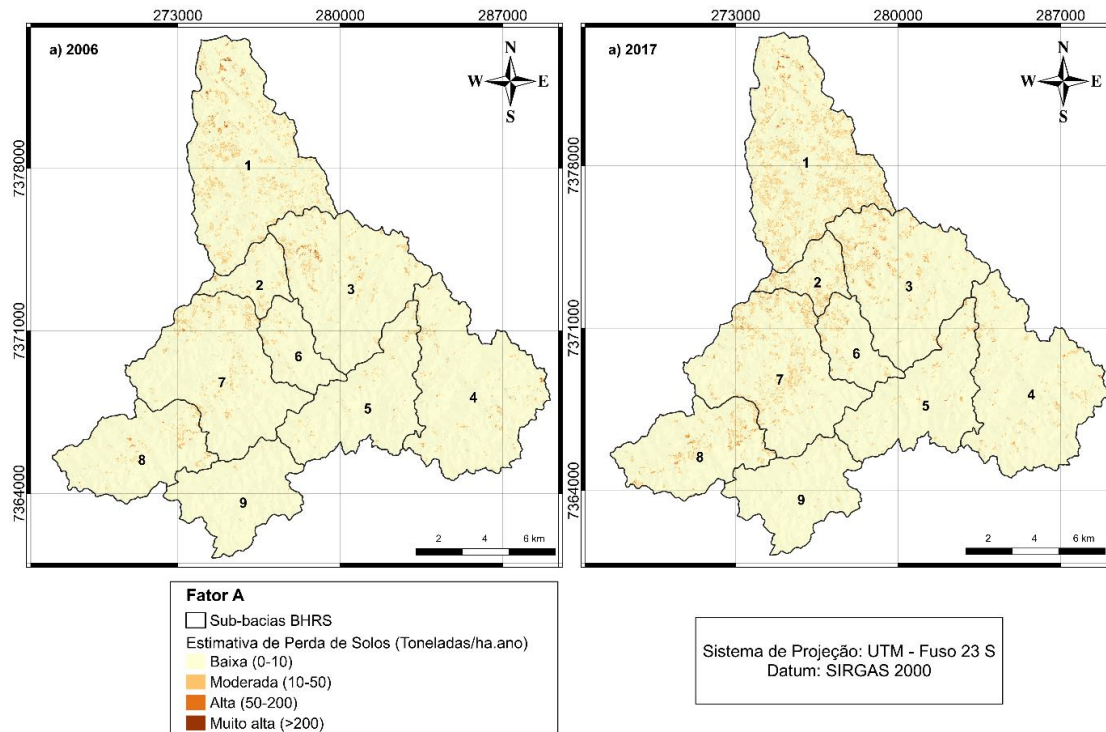 273000 280000 287000
a) 2006
N
W E
S
7378000
7371000
7364000
1
2
3
6
7
4
5
8
9
2 4 6 km
273000 280000 287000
a) 2017
N
W E
S
7378000
7371000
7364000
1
2
3
6
7
4
5
8
9
2 4 6 km
Fator A
Sub-bacias BHRS
Estimativa de Perda de Solos (Toneladas/ha.ano)
Baixa (0-10)
Moderada (10-50)
Alta (50-200)
Muito alta (>200)
Sistema de Projeção: UTM - Fuso 23 S
Datum: SIRGAS 2000